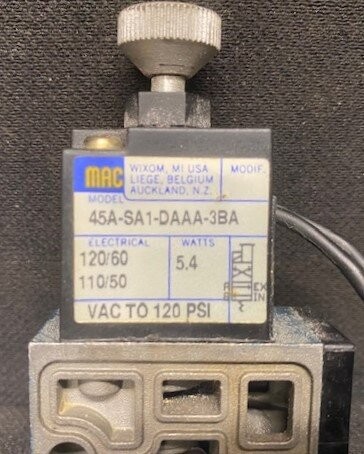 MAC
WIXOM, MI USA
LIEGE, BELGIUM
AUCKLAND, N.Z.
MODIF.
MODEL
45A-SA1-DAAA-3BA
ELECTRICAL
WATTS
120/60
110/50
5.4
EX
IN
VAC TO 120 PSI